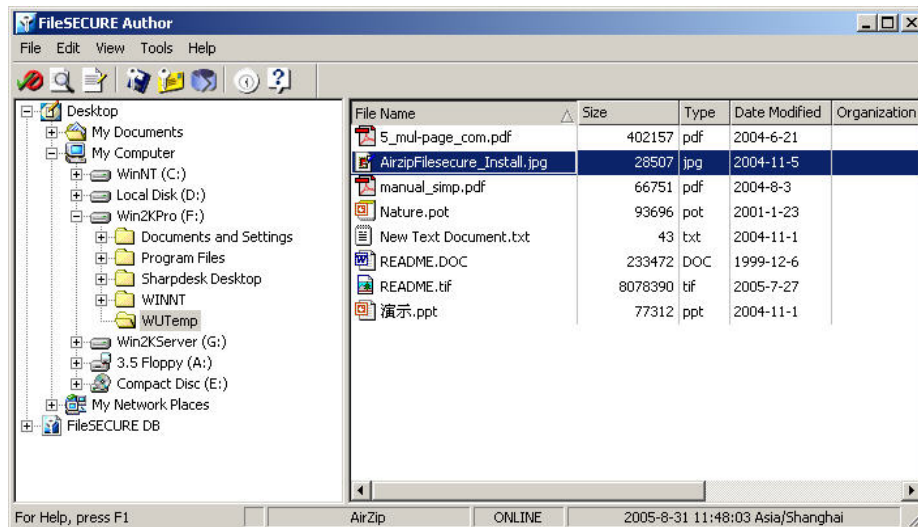 FileSECURE Author
File Edit View Tools Help
Desktop
My Documents
My Computer
WinNT (C:)
Local Disk (D:)
Win2KPro (F:)
Documents and Settings
Program Files
Sharpdesk Desktop
WINNT
WUTemp
Win2KServer (G:)
3.5 Floppy (A:)
Compact Disc (E:)
My Network Places
FileSECURE DB
File Name Size Type Date Modified Organization
5_mul-page_com.pdf 402157 pdf 2004-6-21
AirzipFilesecure_Install.jpg 28507 jpg 2004-11-5
manual_simp.pdf 66751 pdf 2004-8-3
Nature.pot 93696 pot 2001-1-23
New Text Document.txt 43 txt 2004-11-1
README.DOC 233472 DOC 1999-12-6
README.tif 8078390 tif 2005-7-27
演示.ppt 77312 ppt 2004-11-1
For Help, press F1 AirZip ONLINE 2005-8-31 11:48:03 Asia/Shanghai